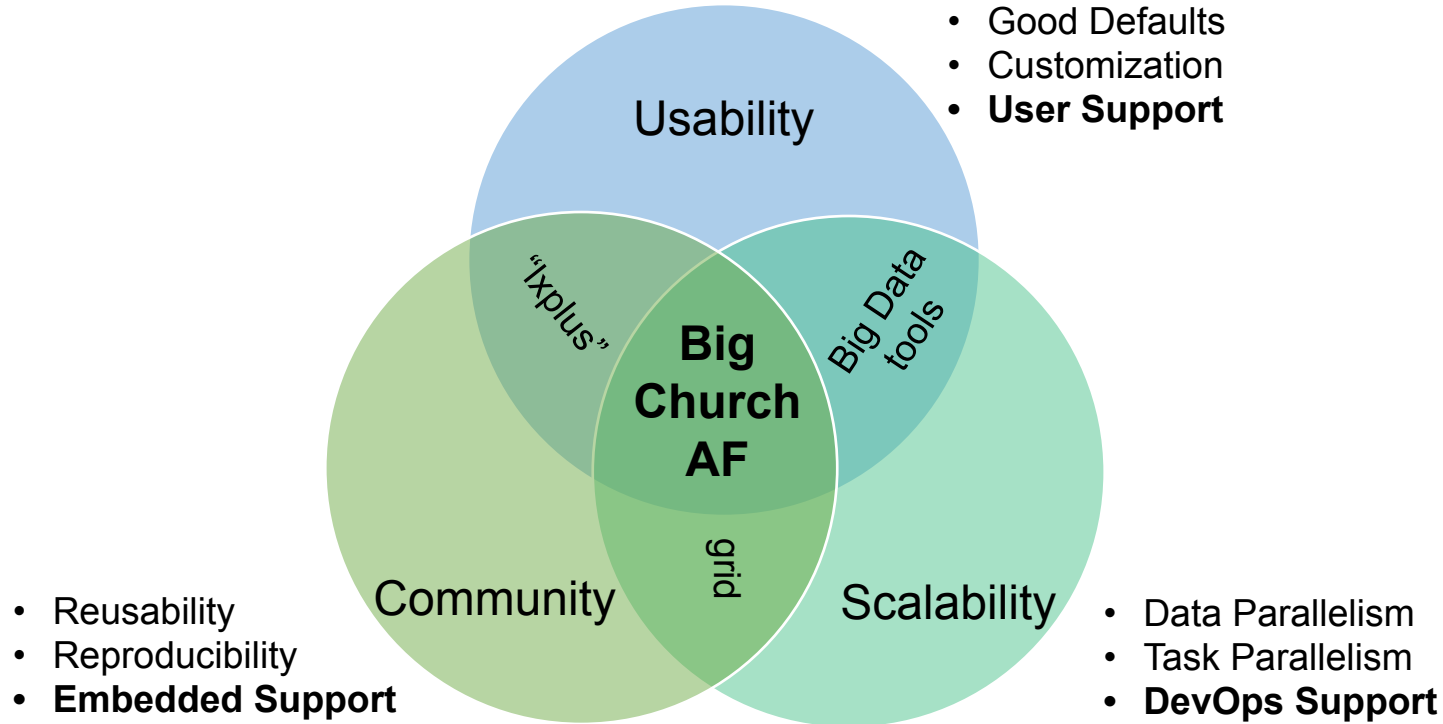 • Good Defaults
• Customization
• User Support
Usability
“lxplus”
Big Data
tools
Big
Church
AF
grid
Community
Scalability
• Reusability
• Reproducibility
• Embedded Support
• Data Parallelism
• Task Parallelism
• DevOps Support